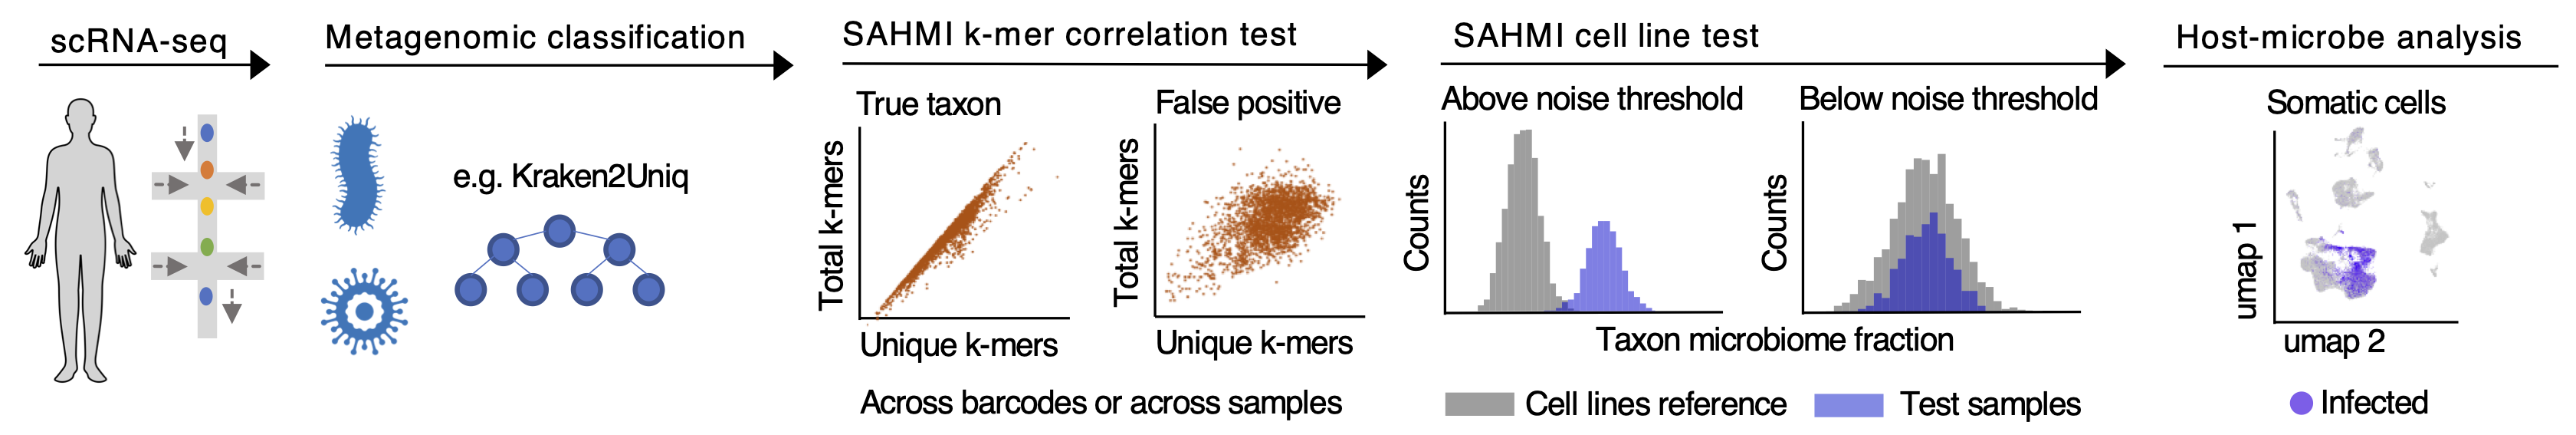 scRNA-seq
Metagenomic classification
e.g. Kraken2Uniq
SAHMI k-mer correlation test
True taxon
Total k-mers
Unique k-mers
False positive
Total k-mers
Unique k-mers
Across barcodes or across samples
SAHMI cell line test
Above noise threshold
Counts
Below noise threshold
Counts
Taxon microbiome fraction
Cell lines reference
Test samples
Host-microbe analysis
Somatic cells
umap 1
umap 2
Infected